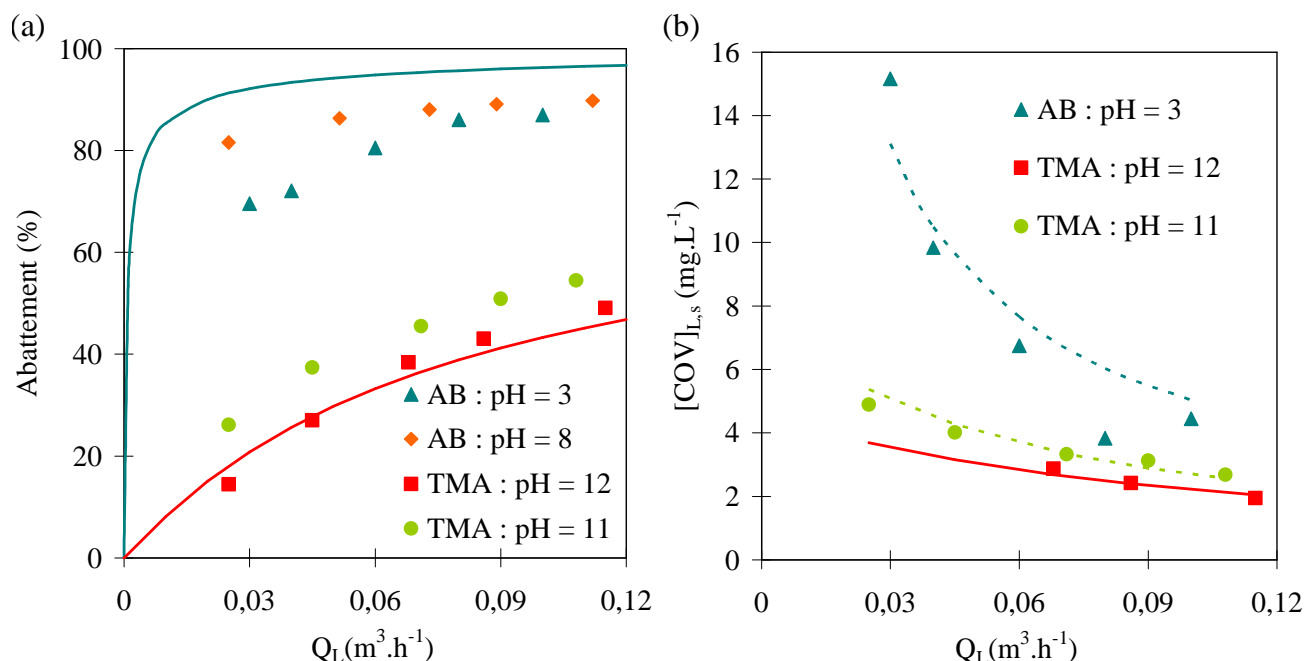 (a)
100
80
60
40
20
0
Abattement (%)
0
0,03
0,06
0,09
0,12
Q_L(m³.h⁻¹)
AB : pH = 3
AB : pH = 8
TMA : pH = 12
TMA : pH = 11
(b)
16
14
12
10
8
6
4
2
0
[COV]_L,s (mg.L⁻¹)
0
0,03
0,06
0,09
0,12
Q_L(m³.h⁻¹)
AB : pH = 3
TMA : pH = 12
TMA : pH = 11